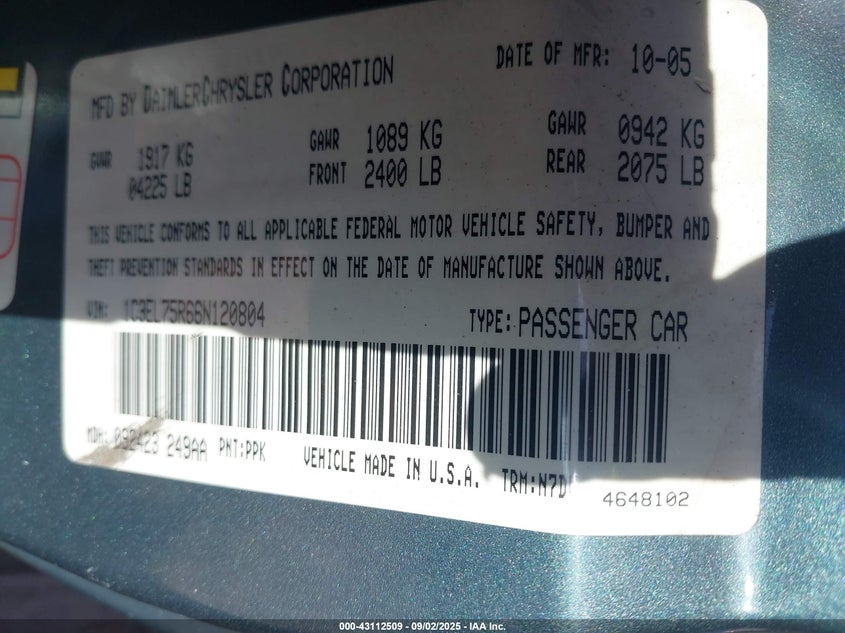 MFD BY DAIMLERCHRYSLER CORPORATION DATE OF MFR: 10-05
GVWR 1917 KG GAWR 1089 KG GAWR 0942 KG
04225 LB FRONT 2400 LB REAR 2075 LB
THIS VEHICLE CONFORMS TO ALL APPLICABLE FEDERAL MOTOR VEHICLE SAFETY, BUMPER AND
THEFT PREVENTION STANDARDS IN EFFECT ON THE DATE OF MANUFACTURE SHOWN ABOVE.
VIN: 1C3EL75R66N120804 TYPE: PASSENGER CAR
MDH: 092423 249AA PNT:PPK VEHICLE MADE IN U.S.A. TRM:N7D 4648102
000-43112509 - 09/02/2025 - IAA Inc.